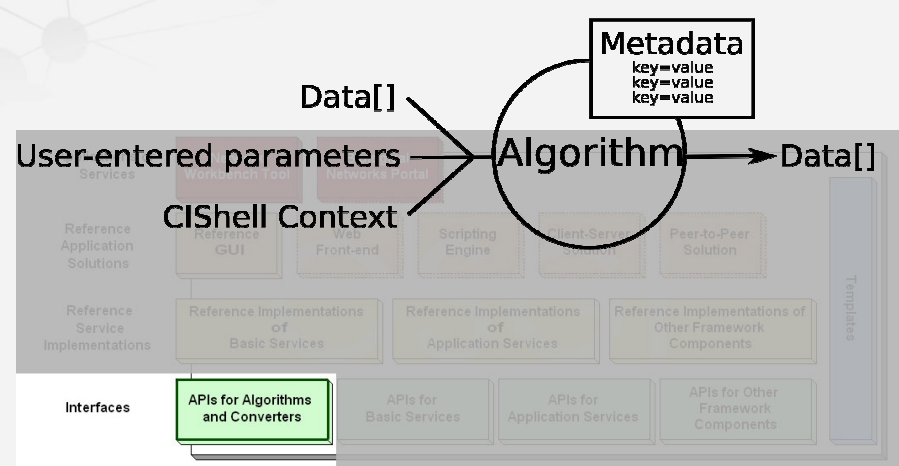 Metadata
key=value
key=value
key=value
Data[]
User-entered parameters
Algorithm
Data[]
CIShell Context
Services
Workbench Tool
Networks Portal
Reference
Application
Solutions
Reference
GUI
Web
Front-end
Scripting
Engine
Client-Server
Solution
Peer-to-Peer
Solution
Templates
Reference
Service
Implementations
Reference Implementations
of
Basic Services
Reference Implementations
of
Application Services
Reference Implementations of
Other Framework
Components
Interfaces
APIs for Algorithms
and Converters
APIs for
Basic Services
APIs for
Application Services
APIs for Other
Framework
Components